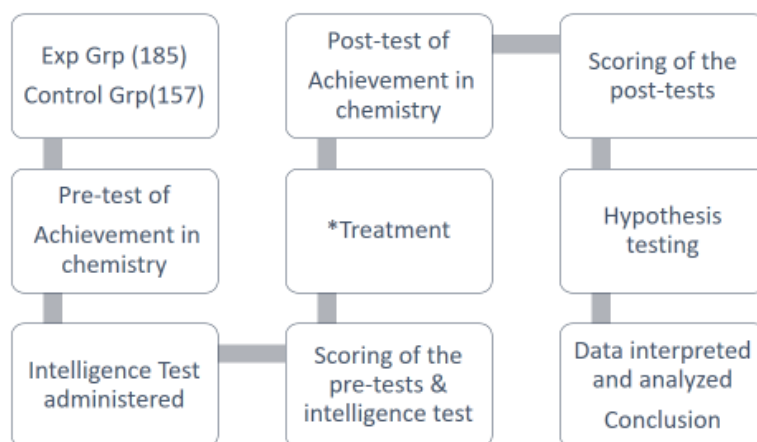 Exp Grp (185)
Control Grp(157)
Pre-test of
Achievement in
chemistry
Intelligence Test
administered
Scoring of the
pre-tests &
intelligence test
*Treatment
Post-test of
Achievement in
chemistry
Scoring of the
post-tests
Hypothesis
testing
Data interpreted
and analyzed
Conclusion